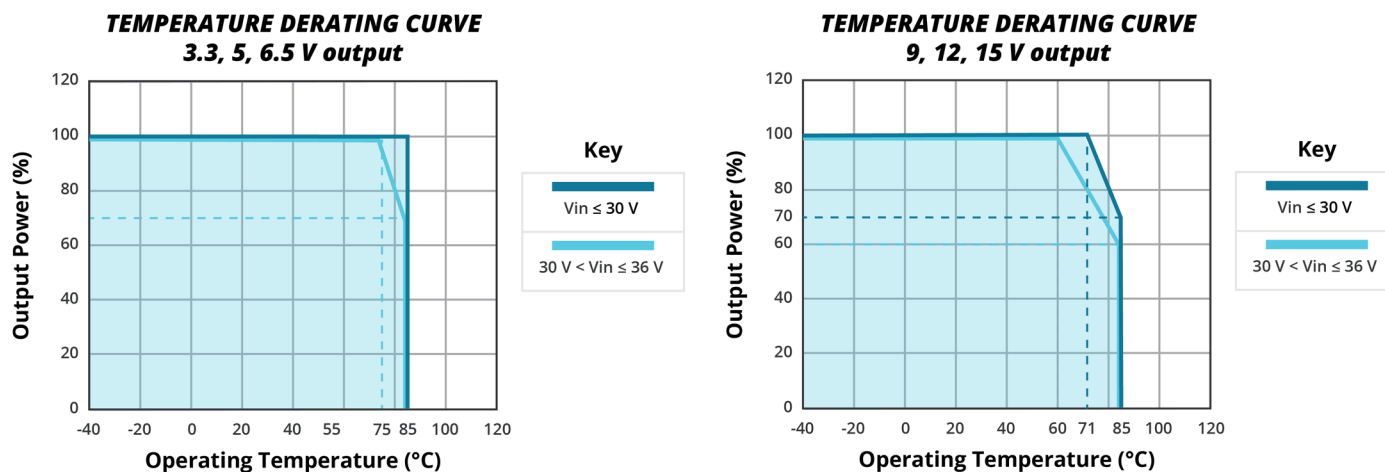 TEMPERATURE DERATING CURVE
3.3, 5, 6.5 V output
120
100
80
60
40
20
0
-40 -20 0 20 40 55 75 85 100 120
Output Power (%)
Operating Temperature (°C)
Key
Vin ≤ 30 V
30 V < Vin ≤ 36 V
TEMPERATURE DERATING CURVE
9, 12, 15 V output
120
100
80
70
60
40
20
0
-40 -20 0 20 40 60 71 85 100 120
Output Power (%)
Operating Temperature (°C)
Key
Vin ≤ 30 V
30 V < Vin ≤ 36 V